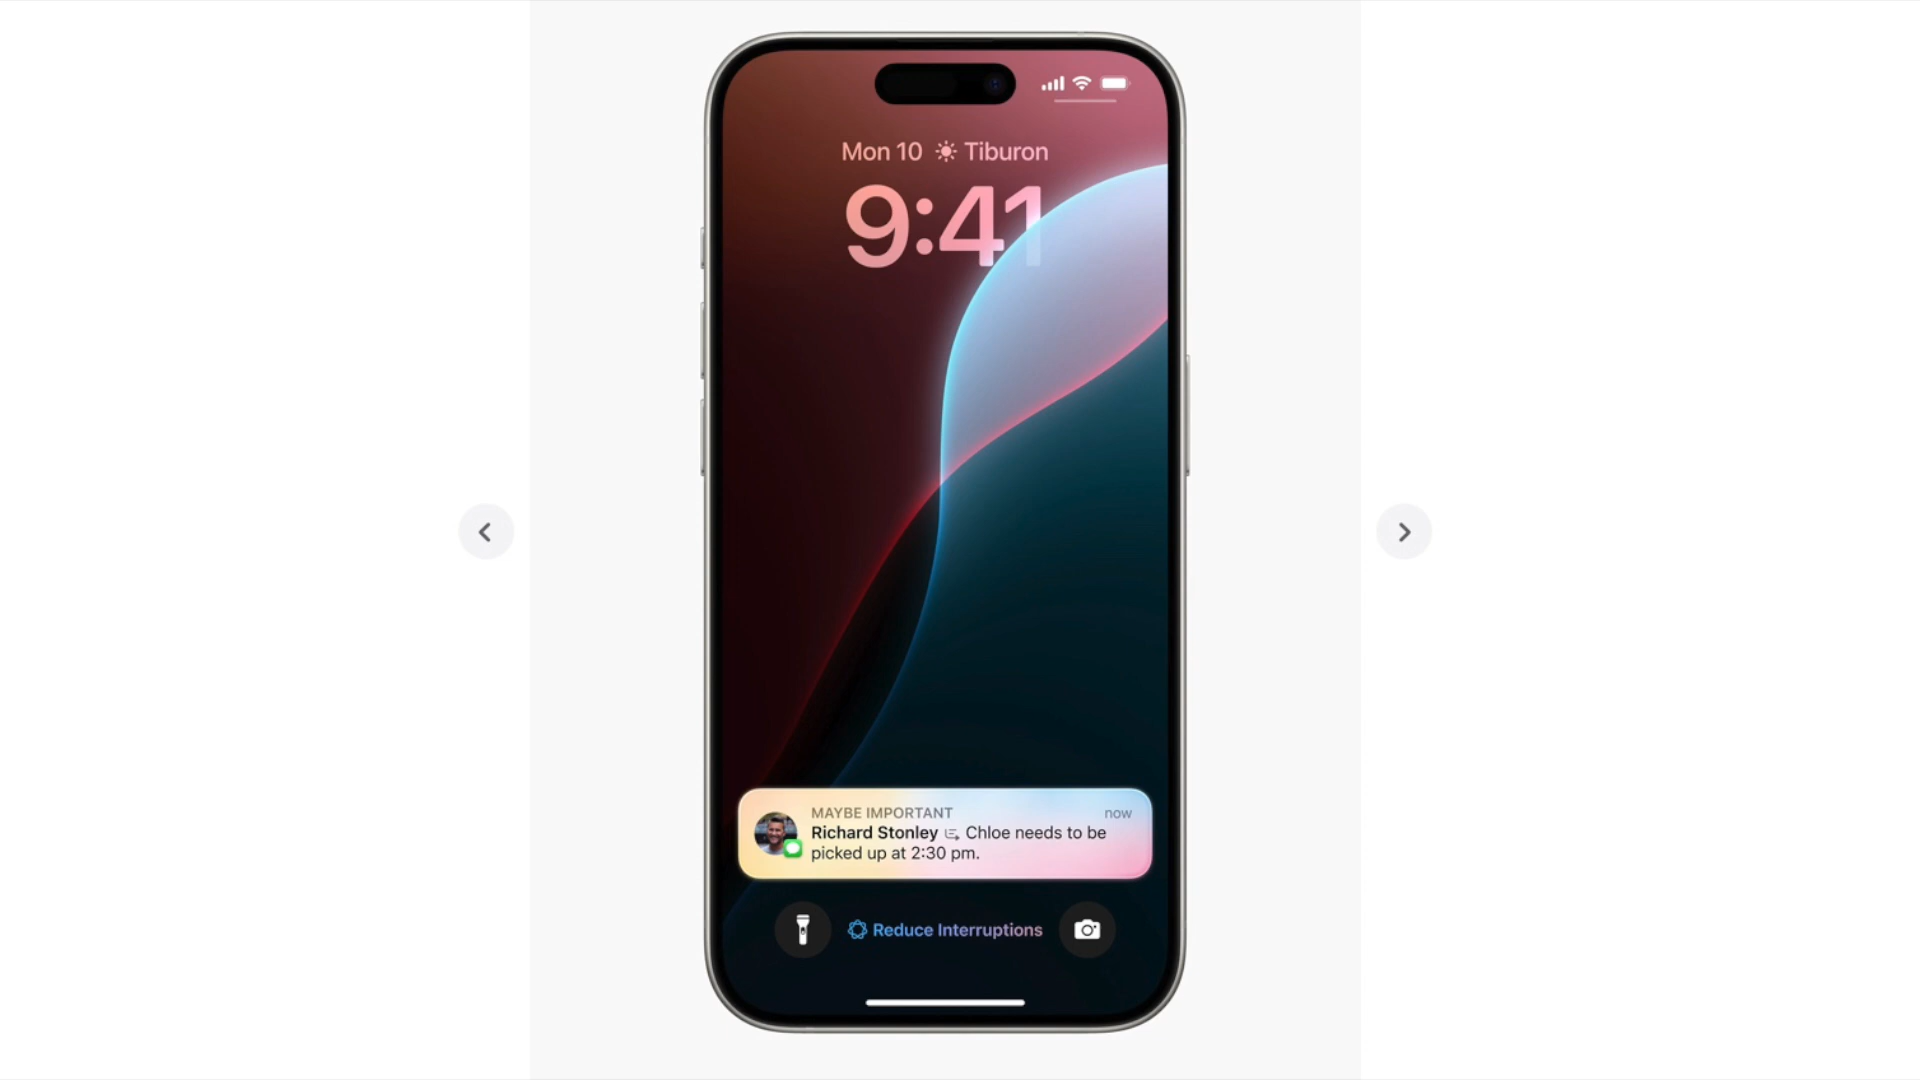 Mon 10 Tiburon
9:41
MAYBE IMPORTANT now
Richard Stonley Chloe needs to be
picked up at 2:30 pm.
Reduce Interruptions